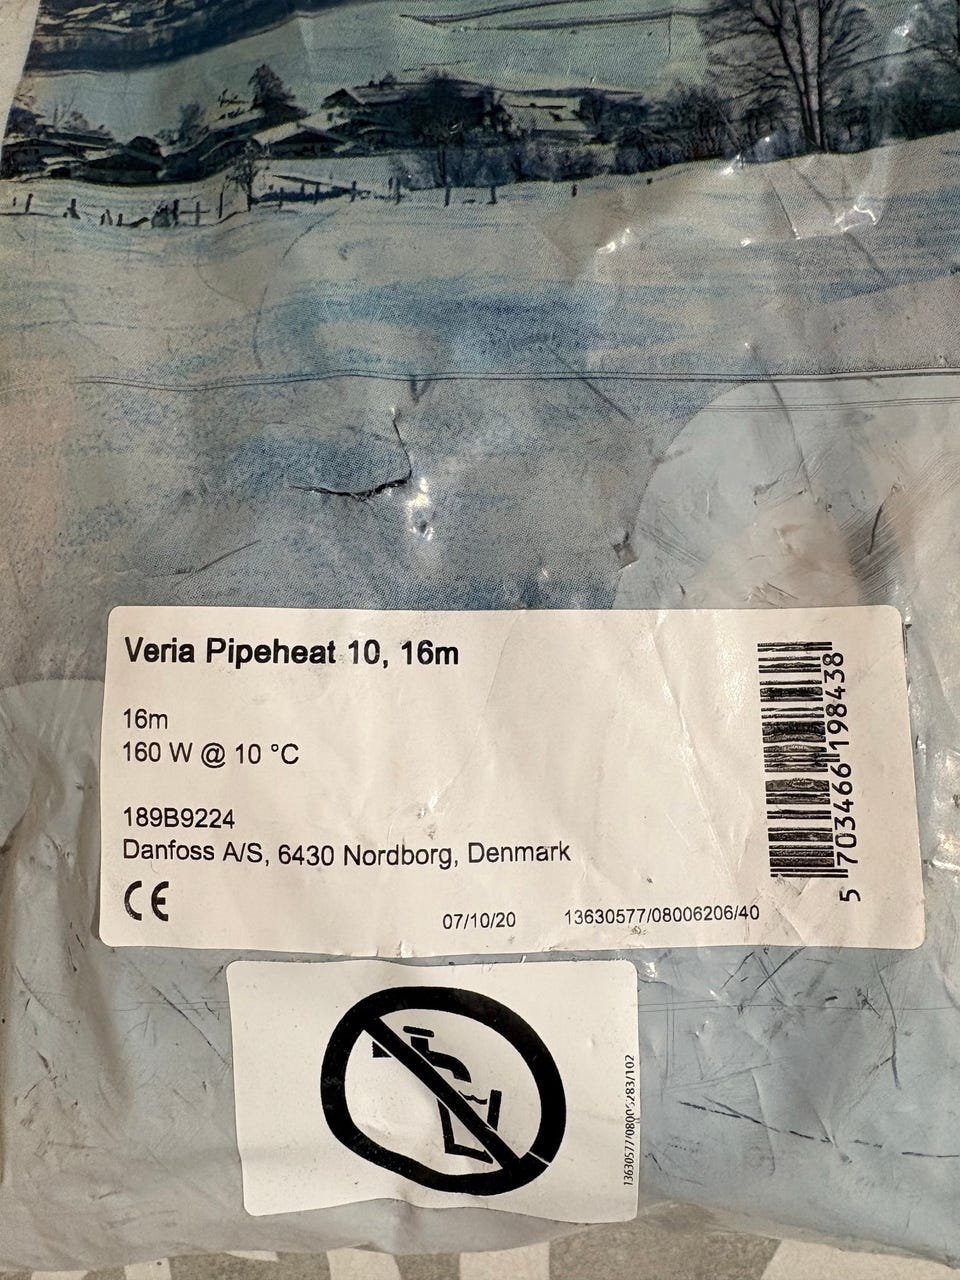 Veria Pipeheat 10, 16m
16m
160 W @ 10 °C
189B9224
Danfoss A/S, 6430 Nordborg, Denmark
CE
07/10/20 13630577/08006206/40
5 703466 198438